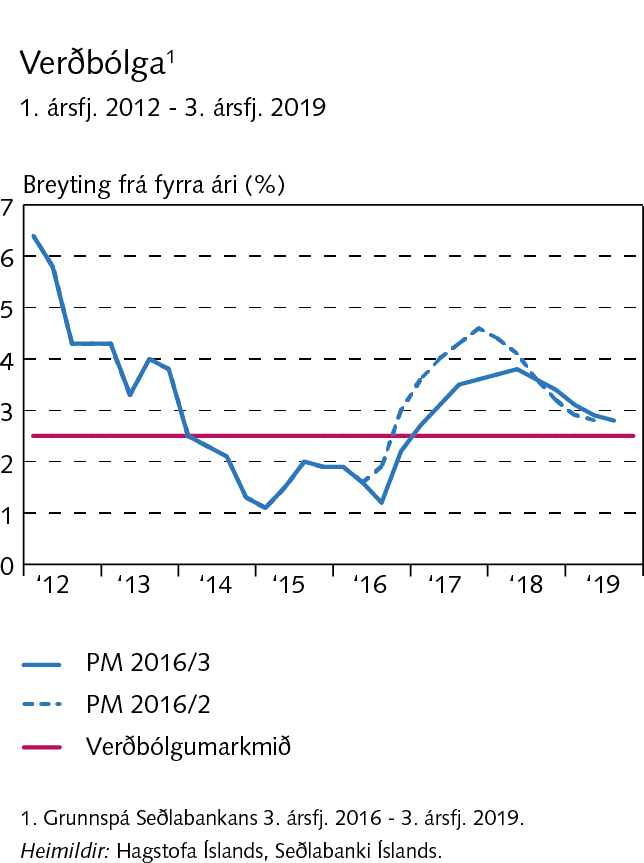 Verðbólga¹
1. ársfj. 2012 - 3. ársfj. 2019
Breyting frá fyrra ári (%)
7
6
5
4
3
2
1
0
‘12 ‘13 ‘14 ‘15 ‘16 ‘17 ‘18 ‘19
PM 2016/3
PM 2016/2
Verðbólgumarkmið
1. Grunnspá Seðlabankans 3. ársfj. 2016 - 3. ársfj. 2019.
Heimildir: Hagstofa Íslands, Seðlabanki Íslands.